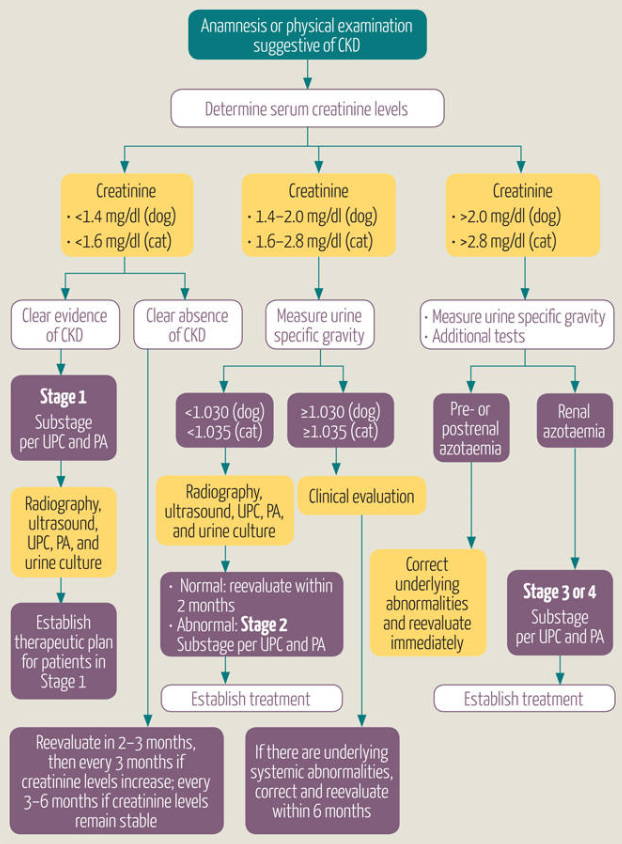 Anamnesis or physical examination
suggestive of CKD
Determine serum creatinine levels
Creatinine
· <1.4 mg/dl (dog)
· <1.6 mg/dl (cat)
Creatinine
· 1.4–2.0 mg/dl (dog)
· 1.6–2.8 mg/dl (cat)
Creatinine
· >2.0 mg/dl (dog)
· >2.8 mg/dl (cat)
Clear evidence
of CKD
Clear absence
of CKD
Measure urine
specific gravity
· Measure urine specific gravity
· Additional tests
Stage 1
Substage
per UPC and PA
<1.030 (dog)
<1.035 (cat)
≥1.030 (dog)
≥1.035 (cat)
Pre- or
postrenal
azotaemia
Renal
azotaemia
Radiography,
ultrasound,
UPC, PA, and
urine culture
Radiography,
ultrasound, UPC, PA,
and urine culture
Clinical evaluation
Correct
underlying
abnormalities
and reevaluate
immediately
Stage 3 or 4
Substage
per UPC and PA
· Normal: reevaluate within
2 months
· Abnormal: Stage 2
Substage per UPC and PA
Establish
therapeutic plan
for patients in
Stage 1
Establish treatment
Establish treatment
Reevaluate in 2–3 months,
then every 3 months if
creatinine levels increase; every
3–6 months if creatinine levels
remain stable
If there are underlying
systemic abnormalities,
correct and reevaluate
within 6 months